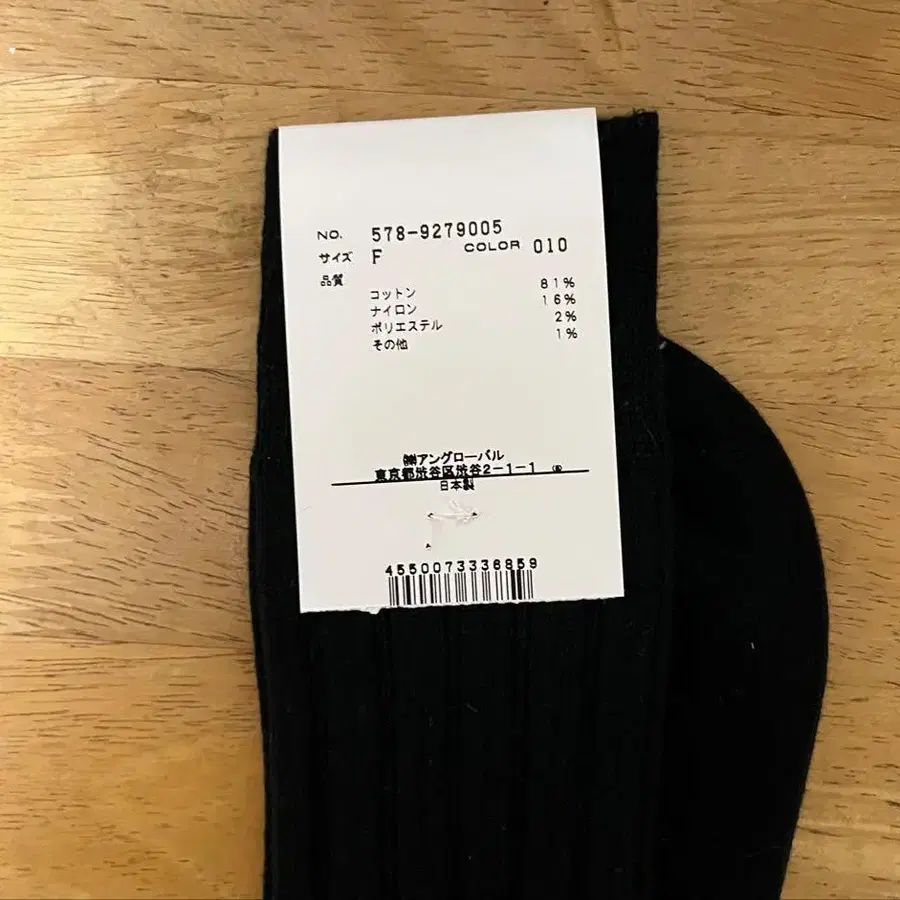 NO. 578-9279005
サイズ F COLOR 010
品質
コットン 81%
ナイロン 16%
ポリエステル 2%
その他 1%
㈱アングローバル
東京都渋谷区渋谷2-1-1
日本製
4550073336859